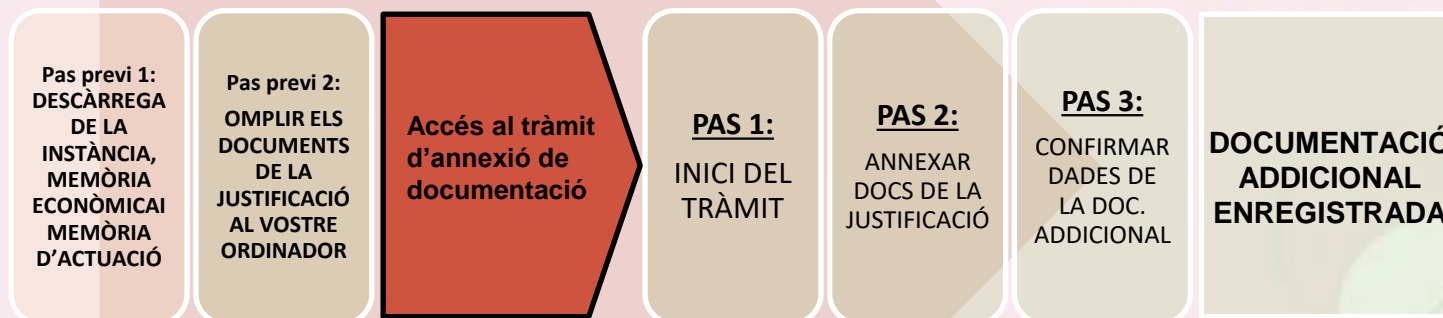 Pas previ 1:
DESCÀRREGA
DE LA
INSTÀNCIA,
MEMÒRIA
ECONÒMICAI
MEMÒRIA
D'ACTUACIÓ
Pas previ 2:
OMPLIR ELS
DOCUMENTS
DE LA
JUSTIFICACIÓ
AL VOSTRE
ORDINADOR
Accés al tràmit
d'annexió de
documentació
PAS 1:
INICI DEL
TRÀMIT
PAS 2:
ANNEXAR
DOCS DE LA
JUSTIFICACIÓ
PAS 3:
CONFIRMAR
DADES DE
LA DOC.
ADDICIONAL
DOCUMENTACIÓ
ADDICIONAL
ENREGISTRADA